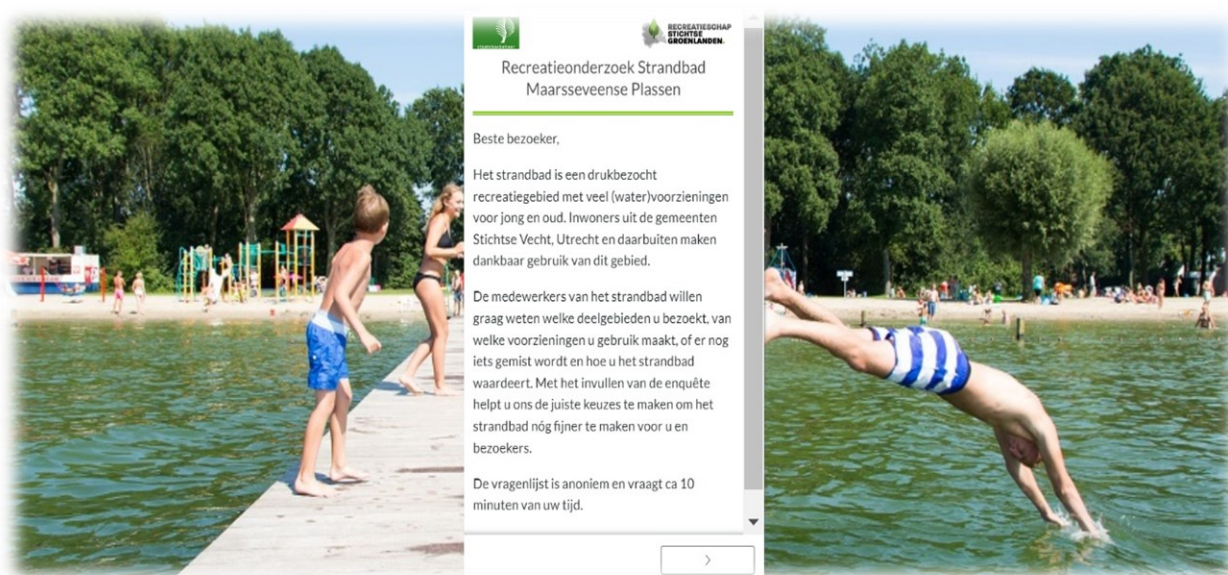 RECREATIESCHAP
STICHTSE
GROENLANDEN.
Recreatieonderzoek Strandbad
Maarsseveense Plassen
Beste bezoeker,
Het strandbad is een drukbezocht
recreatiegebied met veel (water)voorzieningen
voor jong en oud. Inwoners uit de gemeenten
Stichtse Vecht, Utrecht en daarbuiten maken
dankbaar gebruik van dit gebied.
De medewerkers van het strandbad willen
graag weten welke deelgebieden u bezoekt, van
welke voorzieningen u gebruik maakt, of er nog
iets gemist wordt en hoe u het strandbad
waardeert. Met het invullen van de enquête
helpt u ons de juiste keuzes te maken om het
strandbad nóg fijner te maken voor u en
bezoekers.
De vragenlijst is anoniem en vraagt ca 10
minuten van uw tijd.